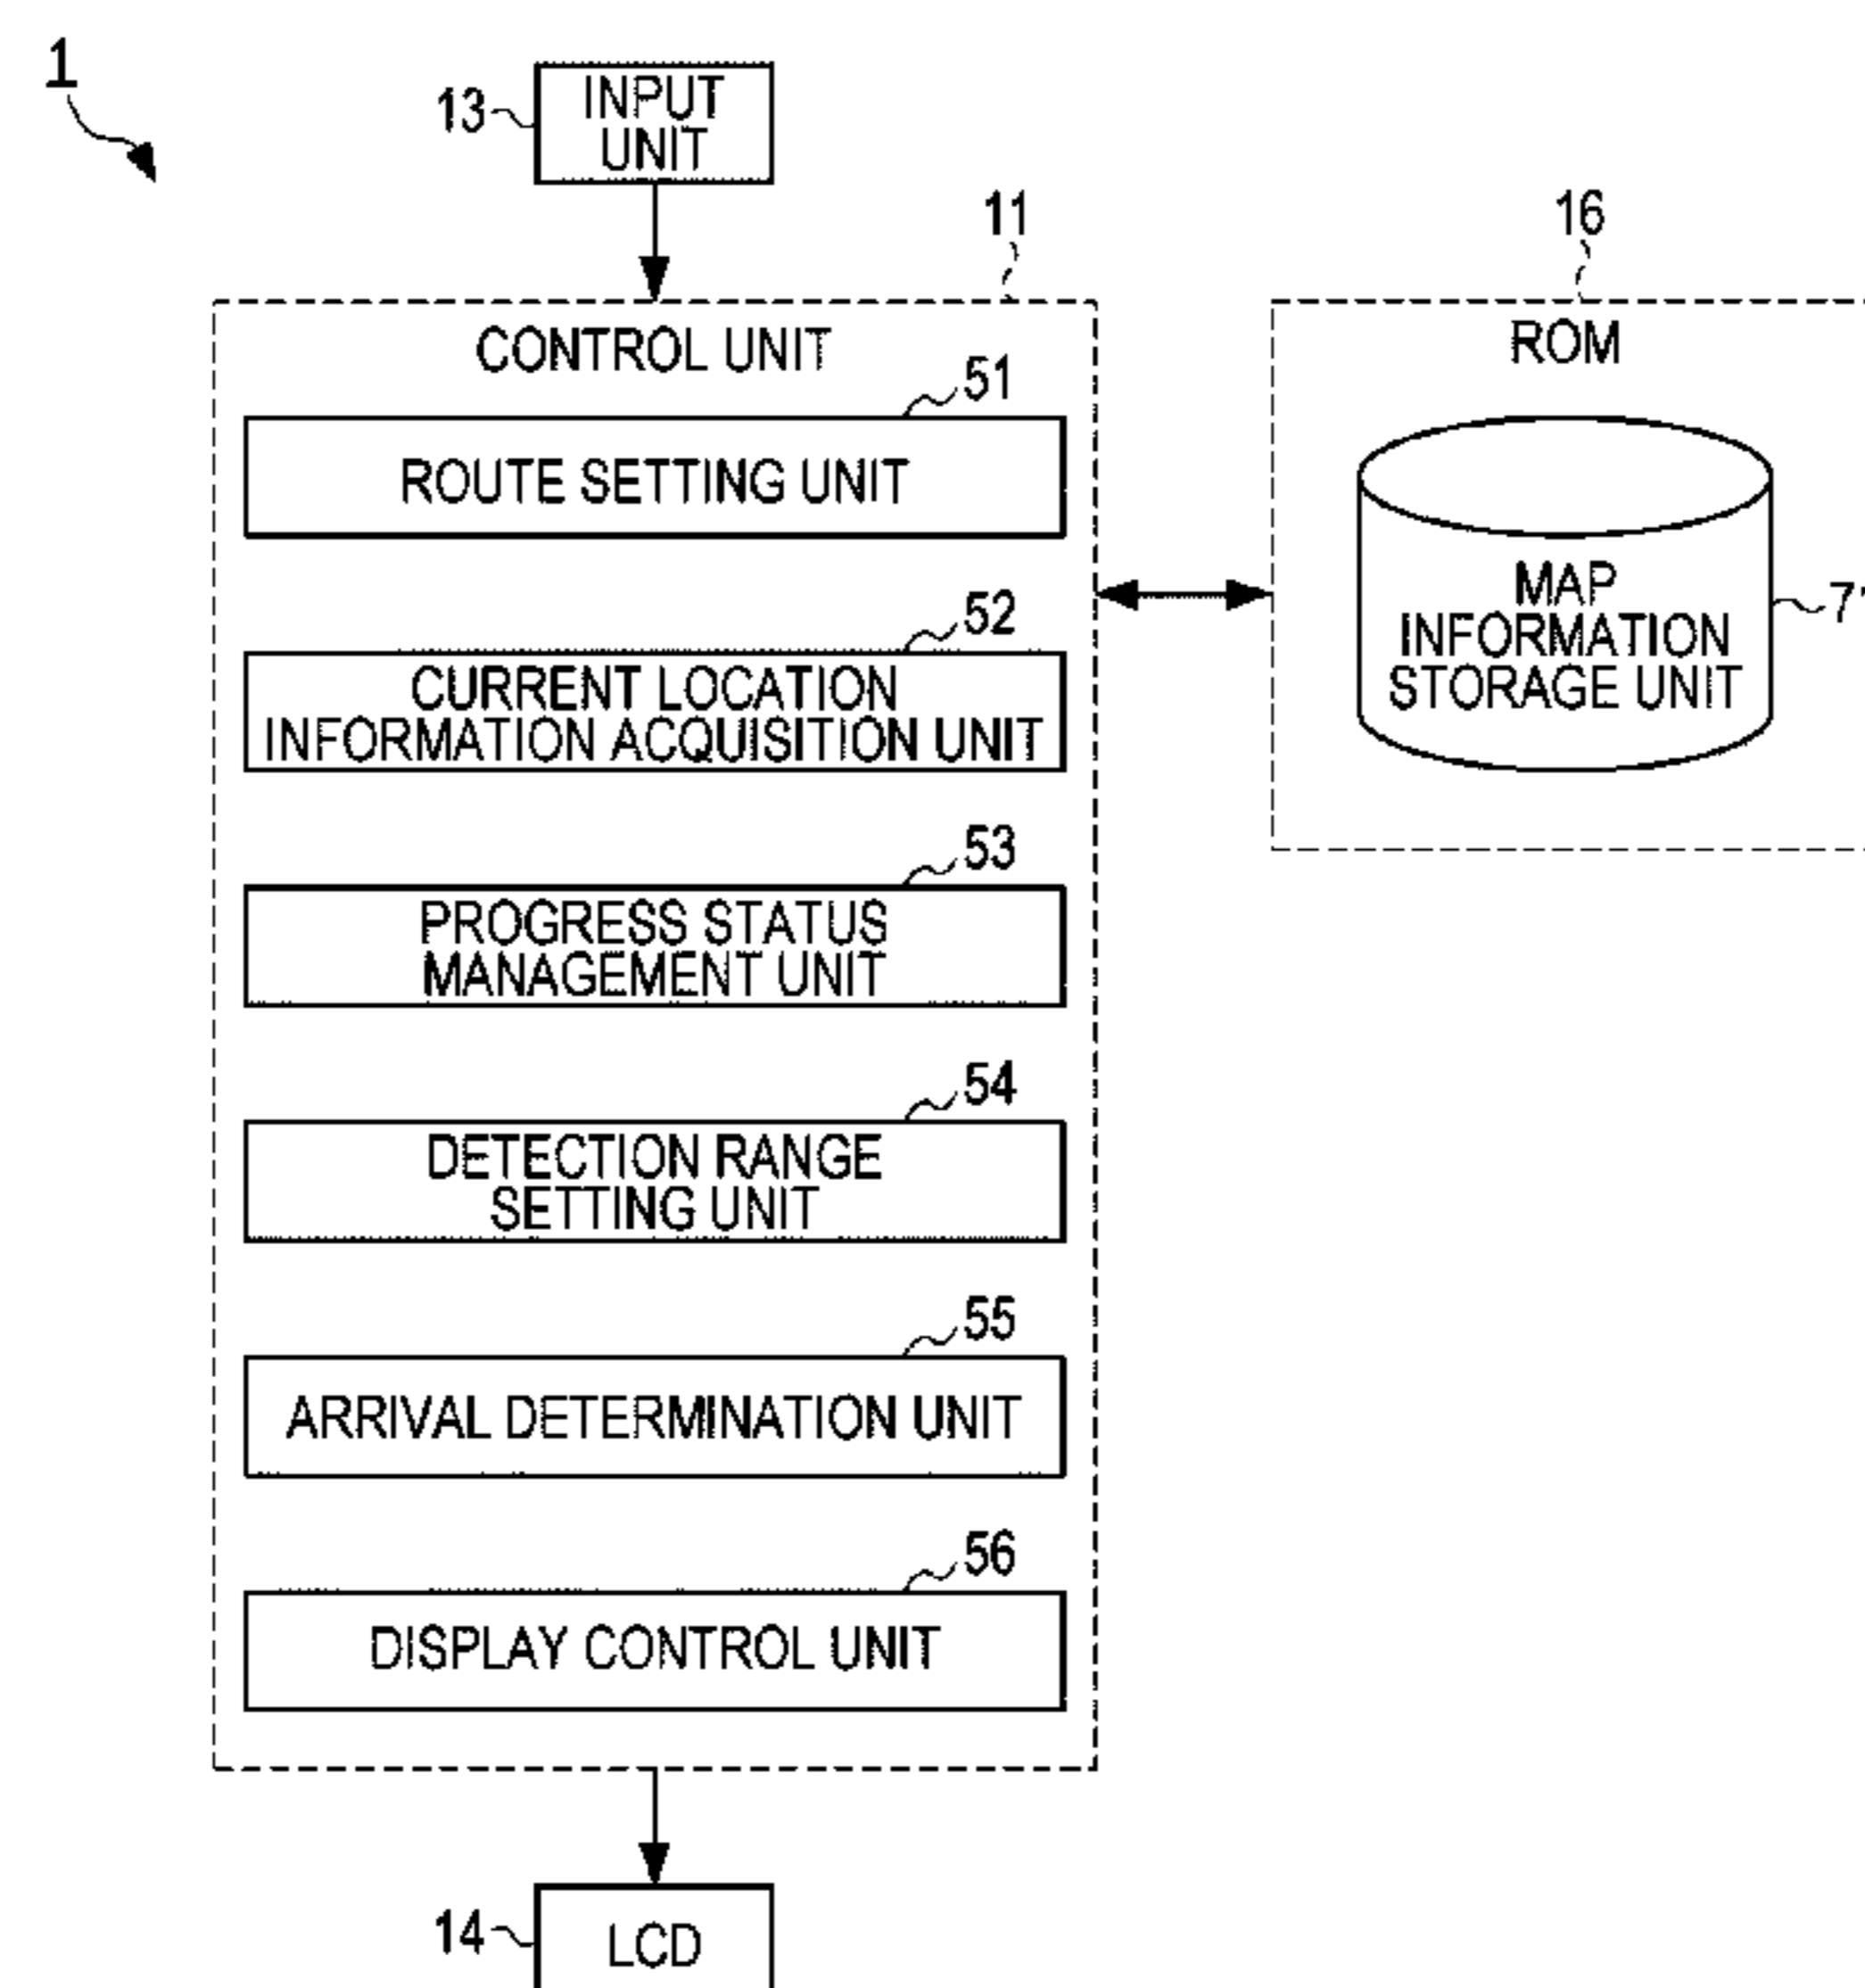 1
13
INPUT
UNIT
11
16
CONTROL UNIT
ROM
51
ROUTE SETTING UNIT
52
CURRENT LOCATION
INFORMATION ACQUISITION UNIT
MAP
INFORMATION
STORAGE UNIT
53
PROGRESS STATUS
MANAGEMENT UNIT
54
DETECTION RANGE
SETTING UNIT
55
ARRIVAL DETERMINATION UNIT
56
DISPLAY CONTROL UNIT
14
LCD